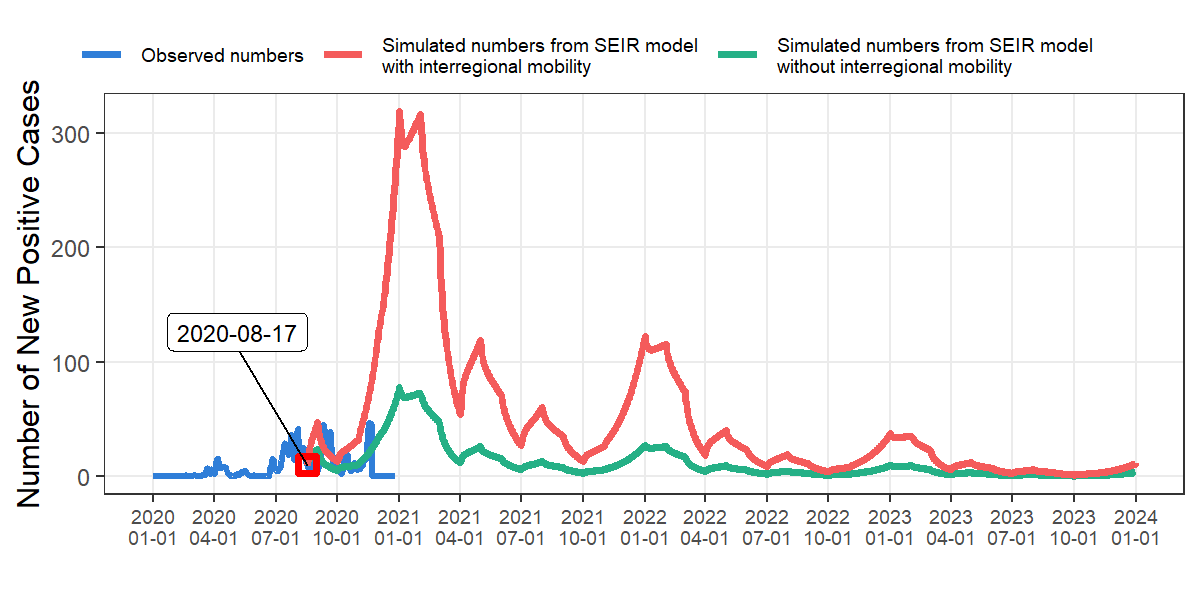 Observed numbers
Simulated numbers from SEIR model
with interregional mobility
Simulated numbers from SEIR model
without interregional mobility
Number of New Positive Cases
300
200
100
0
2020-08-17
2020 2020 2020 2020 2021 2021 2021 2021 2022 2022 2022 2022 2023 2023 2023 2023 2024
01-01 04-01 07-01 10-01 01-01 04-01 07-01 10-01 01-01 04-01 07-01 10-01 01-01 04-01 07-01 10-01 01-01